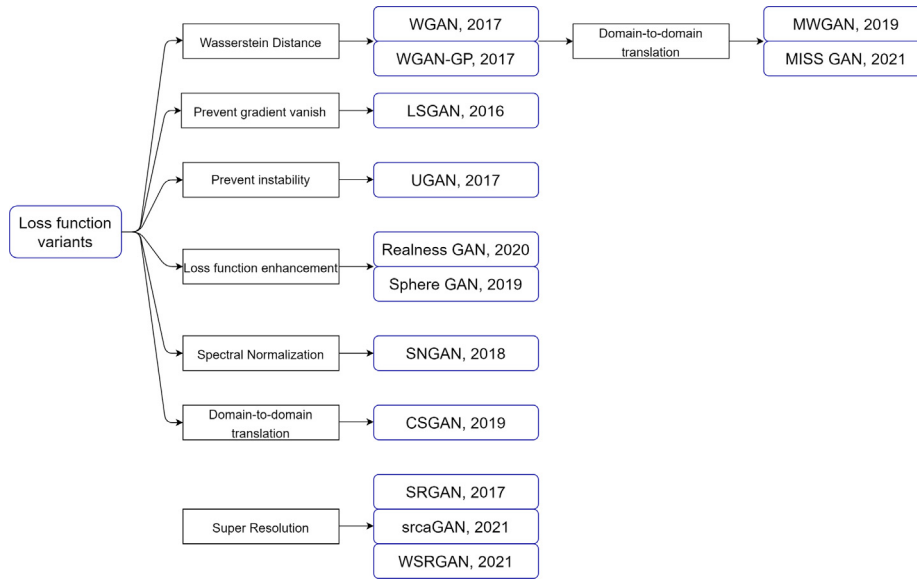 Loss function
variants
Wasserstein Distance
WGAN, 2017
WGAN-GP, 2017
Domain-to-domain
translation
MWGAN, 2019
MISS GAN, 2021
Prevent gradient vanish
LSGAN, 2016
Prevent instability
UGAN, 2017
Loss function enhancement
Realness GAN, 2020
Sphere GAN, 2019
Spectral Normalization
SNGAN, 2018
Domain-to-domain
translation
CSGAN, 2019
Super Resolution
SRGAN, 2017
srcaGAN, 2021
WSRGAN, 2021